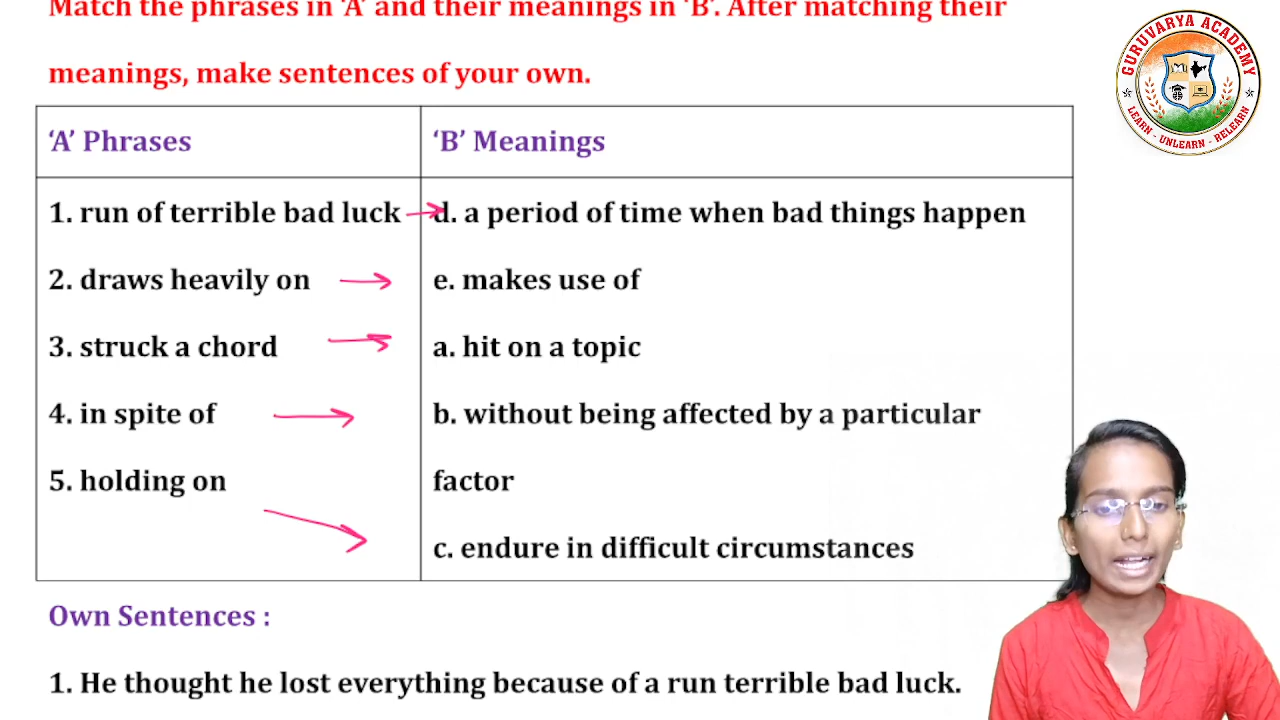 Match the phrases in ‘A’ and their meanings in ‘B’. After matching their
meanings, make sentences of your own.
‘A’ Phrases
‘B’ Meanings
1. run of terrible bad luck
d. a period of time when bad things happen
2. draws heavily on
e. makes use of
3. struck a chord
a. hit on a topic
4. in spite of
b. without being affected by a particular
5. holding on
factor
c. endure in difficult circumstances
Own Sentences :
1. He thought he lost everything because of a run terrible bad luck.
GURUVARYA ACADEMY
LEARN - UNLEARN - RELEARN